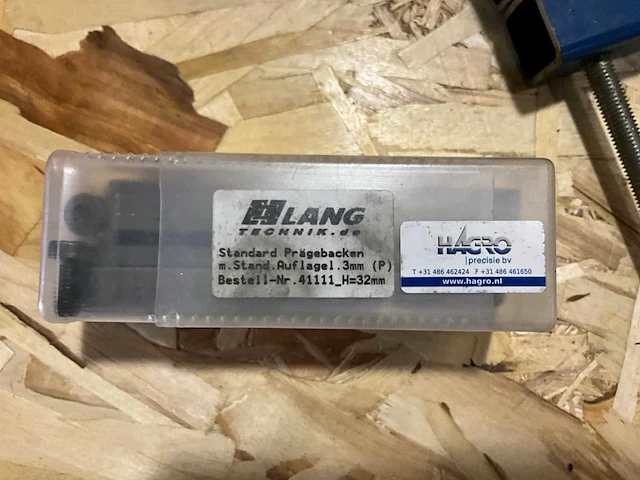 LANG
TECHNIK.de
Standard Prägebacken
m.Stand.Auflagel.3mm (P)
Bestell-Nr.41111_H=32mm
HAGRO
precisie bv
T +31 486 462424 F +31 486 461650
www.hagro.nl